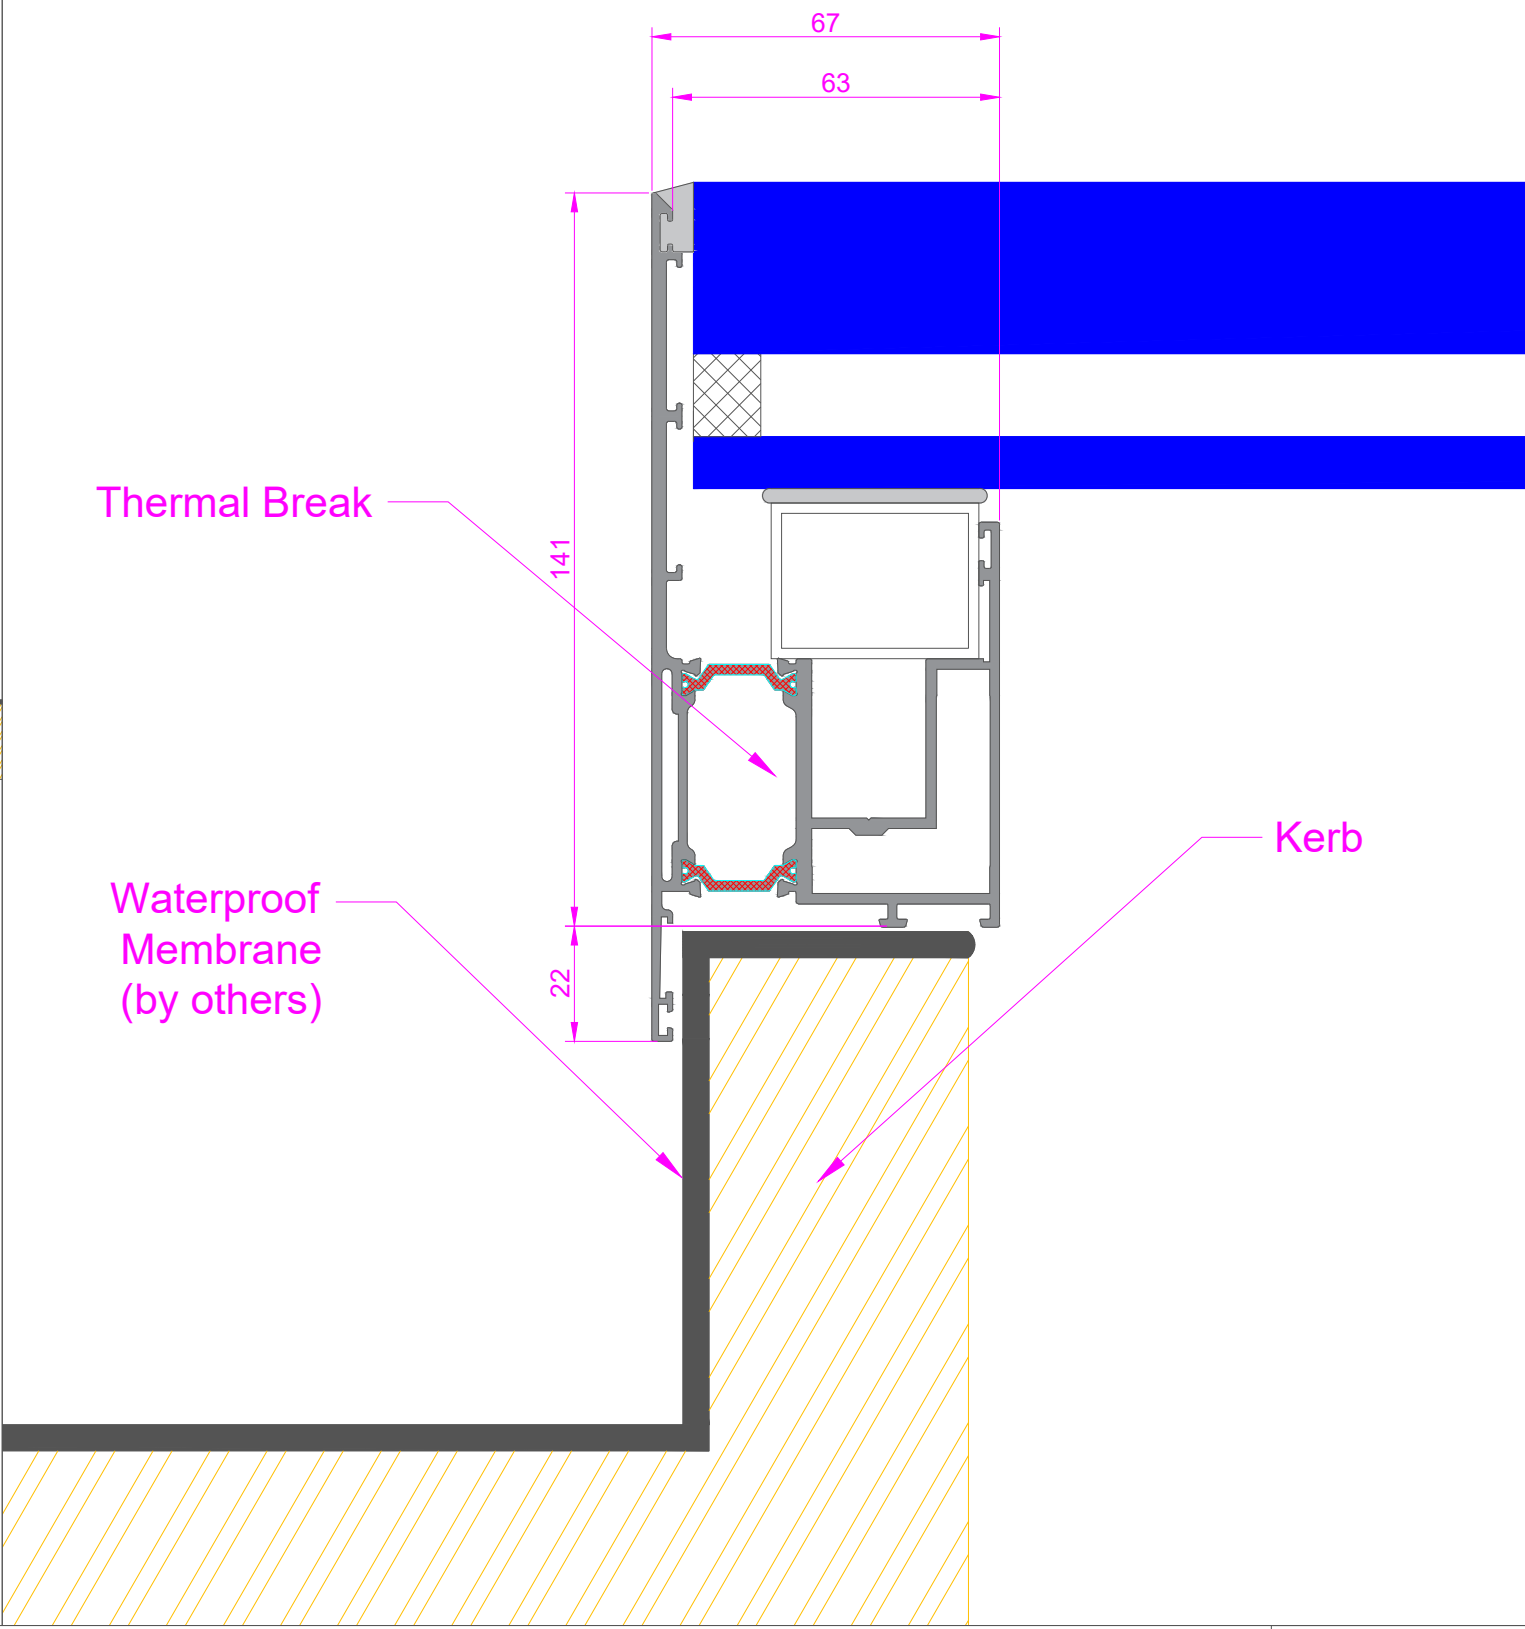 67
63
Thermal Break
141
Kerb
Waterproof
Membrane
(by others)
22